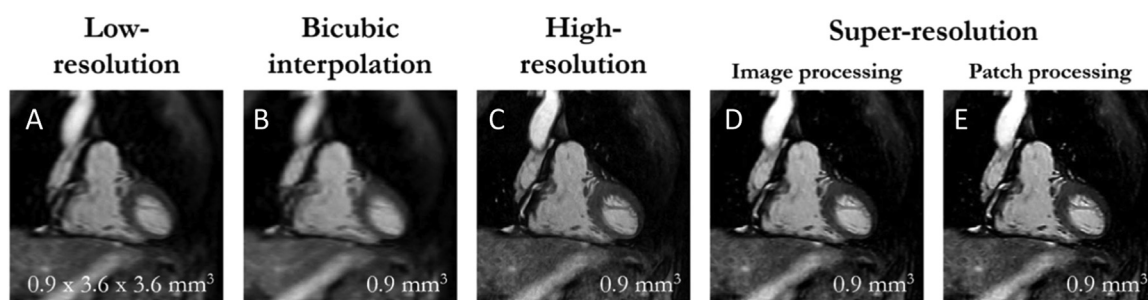 Low-
resolution
Bicubic
interpolation
High-
resolution
Super-resolution
Image processing
Patch processing
A
B
C
D
E
0.9 x 3.6 x 3.6 mm³
0.9 mm³
0.9 mm³
0.9 mm³
0.9 mm³